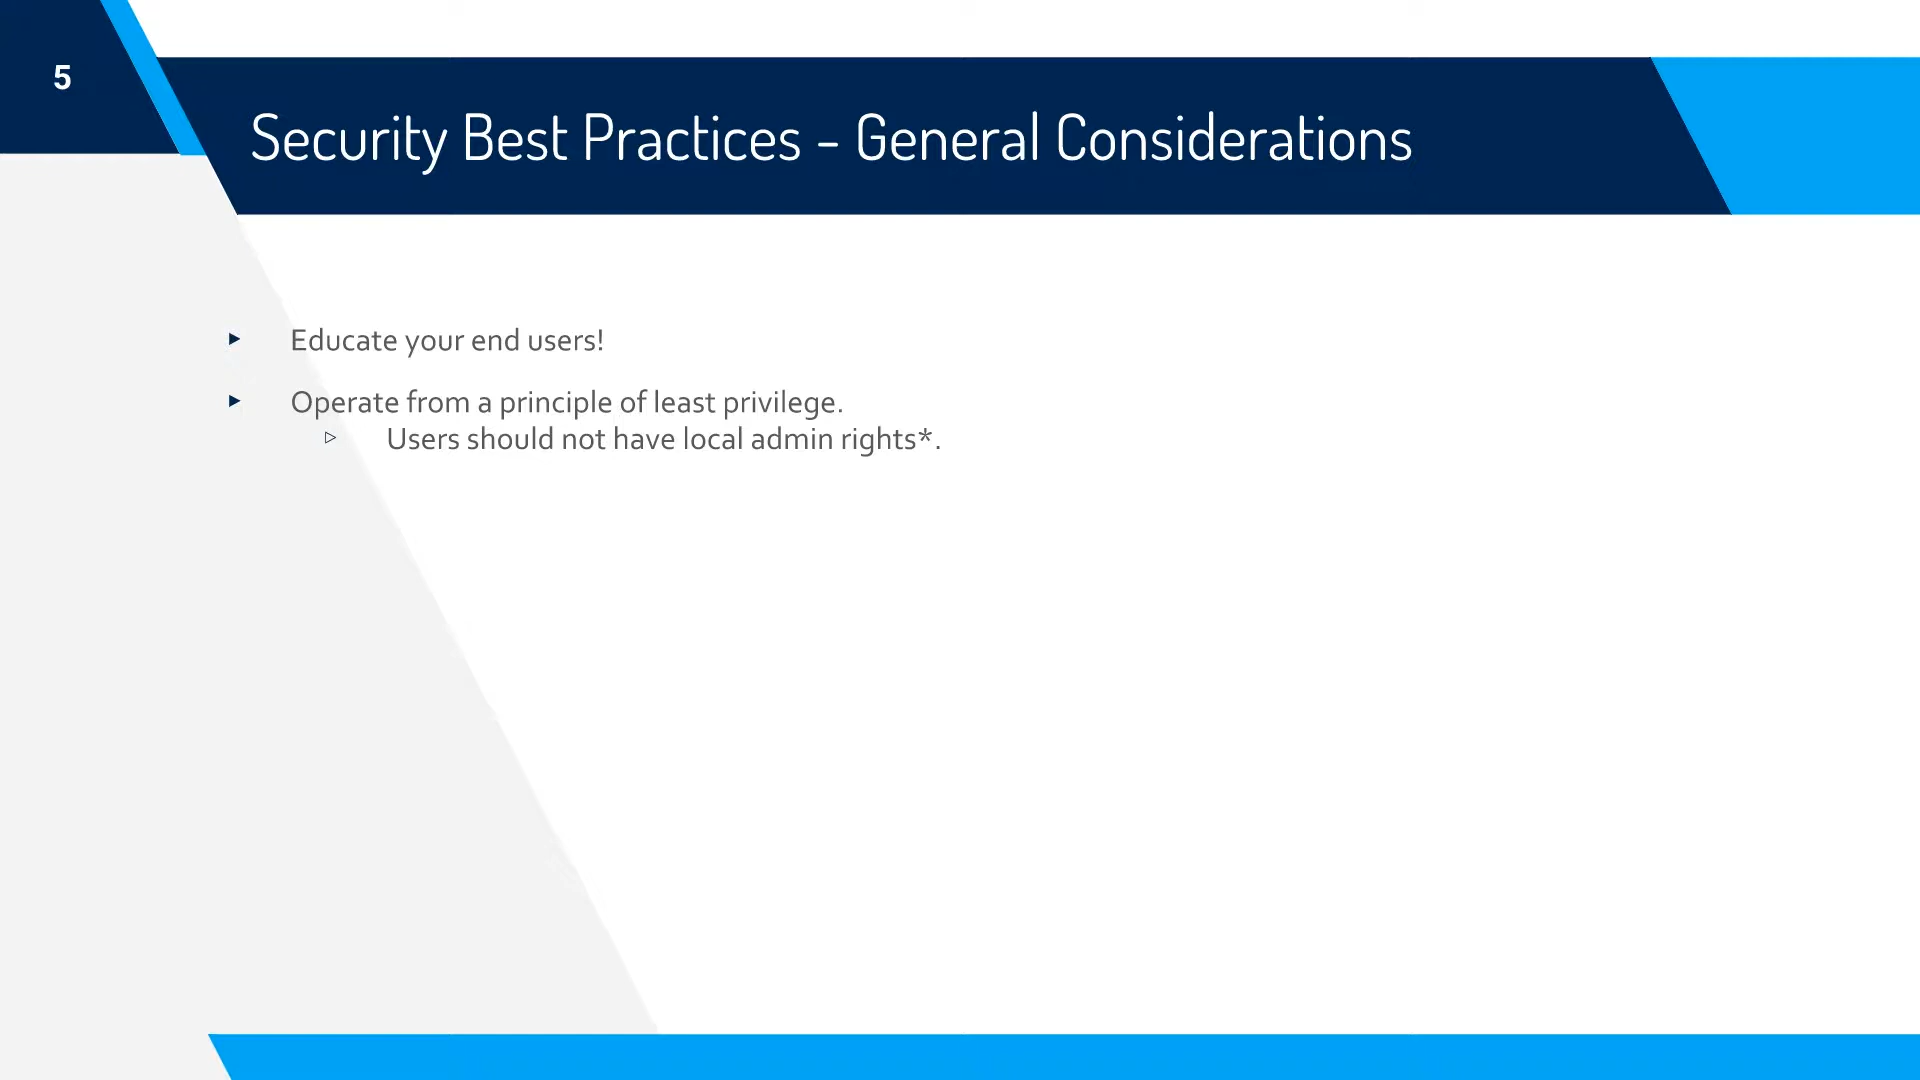 5
Security Best Practices - General Considerations
Educate your end users!
Operate from a principle of least privilege.
Users should not have local admin rights*.